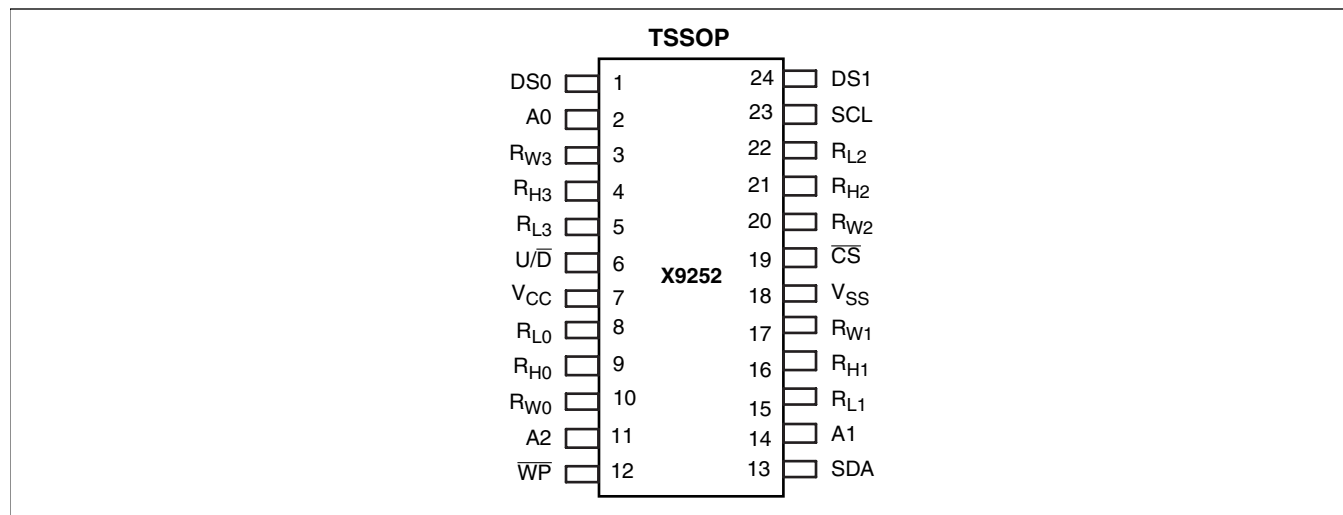 TSSOP
DS0 1 24 DS1
A0 2 23 SCL
RW3 3 22 RL2
RH3 4 21 RH2
RL3 5 20 RW2
U/D̅ 6 19 C̅S̅
VCC 7 X9252 18 VSS
RL0 8 17 RW1
RH0 9 16 RH1
RW0 10 15 RL1
A2 11 14 A1
W̅P̅ 12 13 SDA